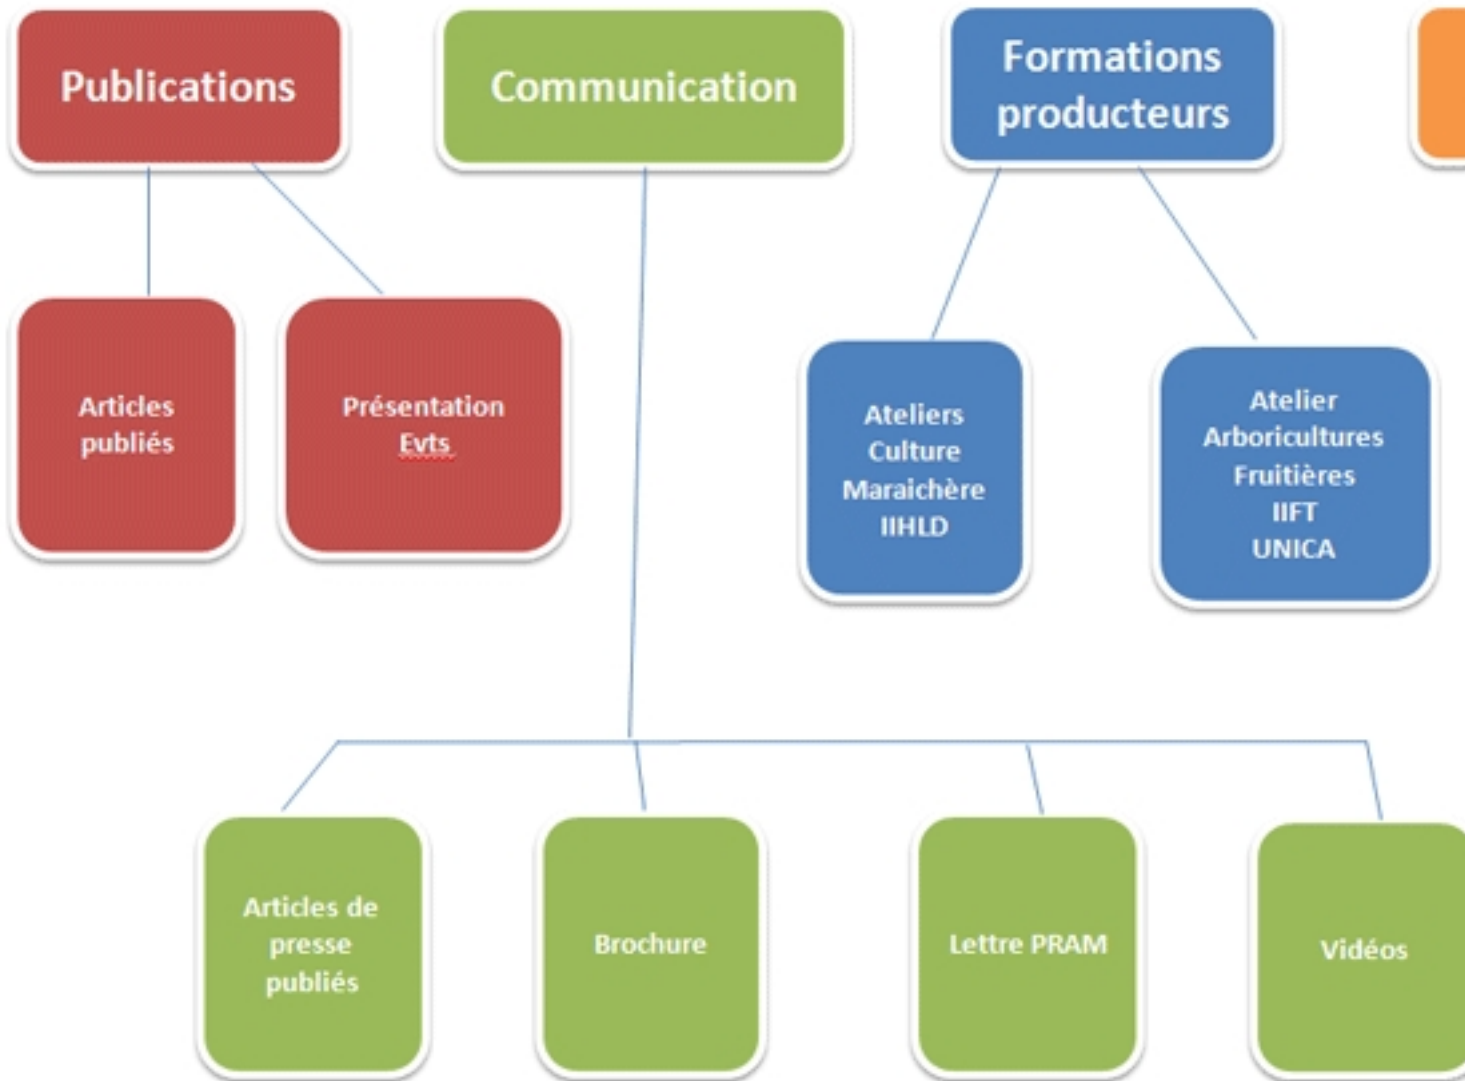 Publications
Communication
Formations
producteurs
Articles
publiés
Présentation
Evts
Ateliers
Culture
Maraichère
IIHLD
Atelier
Arboricultures
Fruitières
IIFT
UNICA
Articles de
presse
publiés
Brochure
Lettre PRAM
Vidéos